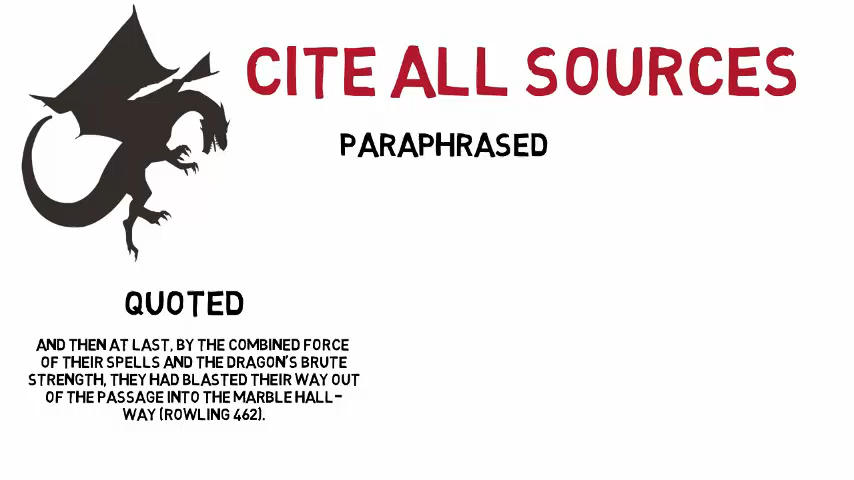 CITE ALL SOURCES
PARAPHRASED
QUOTED
AND THEN AT LAST, BY THE COMBINED FORCE
OF THEIR SPELLS AND THE DRAGON'S BRUTE
STRENGTH, THEY HAD BLASTED THEIR WAY OUT
OF THE PASSAGE INTO THE MARBLE HALL-
WAY (ROWLING 462).